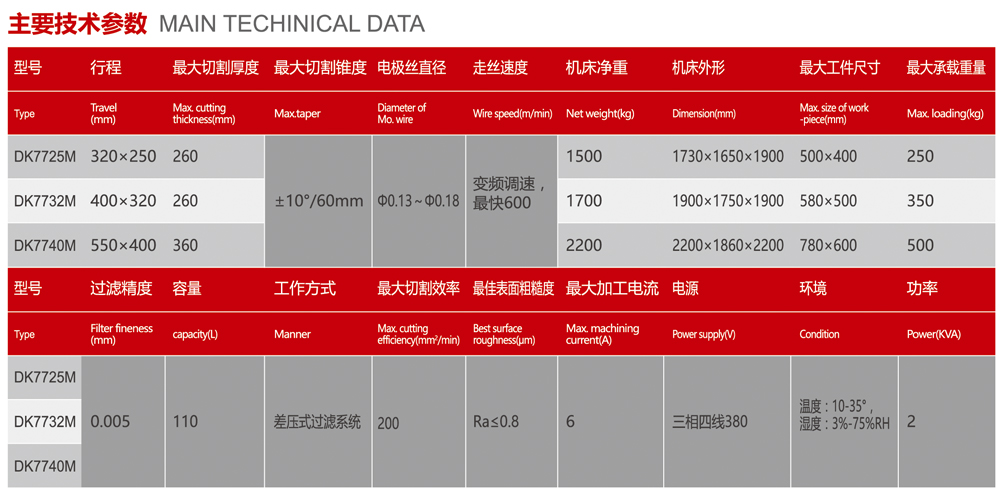 主要技术参数 MAIN TECHINICAL DATA
型号 行程 最大切割厚度 最大切割锥度 电极丝直径 走丝速度 机床净重 机床外形 最大工件尺寸 最大承载重量
Type Travel (mm) Max. cutting thickness(mm) Max.taper Diameter of Mo. wire Wire speed(m/min) Net weight(kg) Dimension(mm) Max. size of work -piece(mm) Max. loading(kg)
DK7725M 320×250 260 1500 1730×1650×1900 500×400 250
DK7732M 400×320 260 ±10°/60mm Φ0.13~Φ0.18 变频调速，最快600 1700 1900×1750×1900 580×500 350
DK7740M 550×400 360 2200 2200×1860×2200 780×600 500
型号 过滤精度 容量 工作方式 最大切割效率 最佳表面粗糙度 最大加工电流 电源 环境 功率
Type Filter fineness (mm) capacity(L) Manner Max. cutting efficiency(mm²/min) Best surface roughness(μm) Max. machining current(A) Power supply(V) Condition Power(KVA)
DK7725M
DK7732M 0.005 110 差压式过滤系统 200 Ra≤0.8 6 三相四线380 温度：10-35°，湿度：3%-75%RH 2
DK7740M